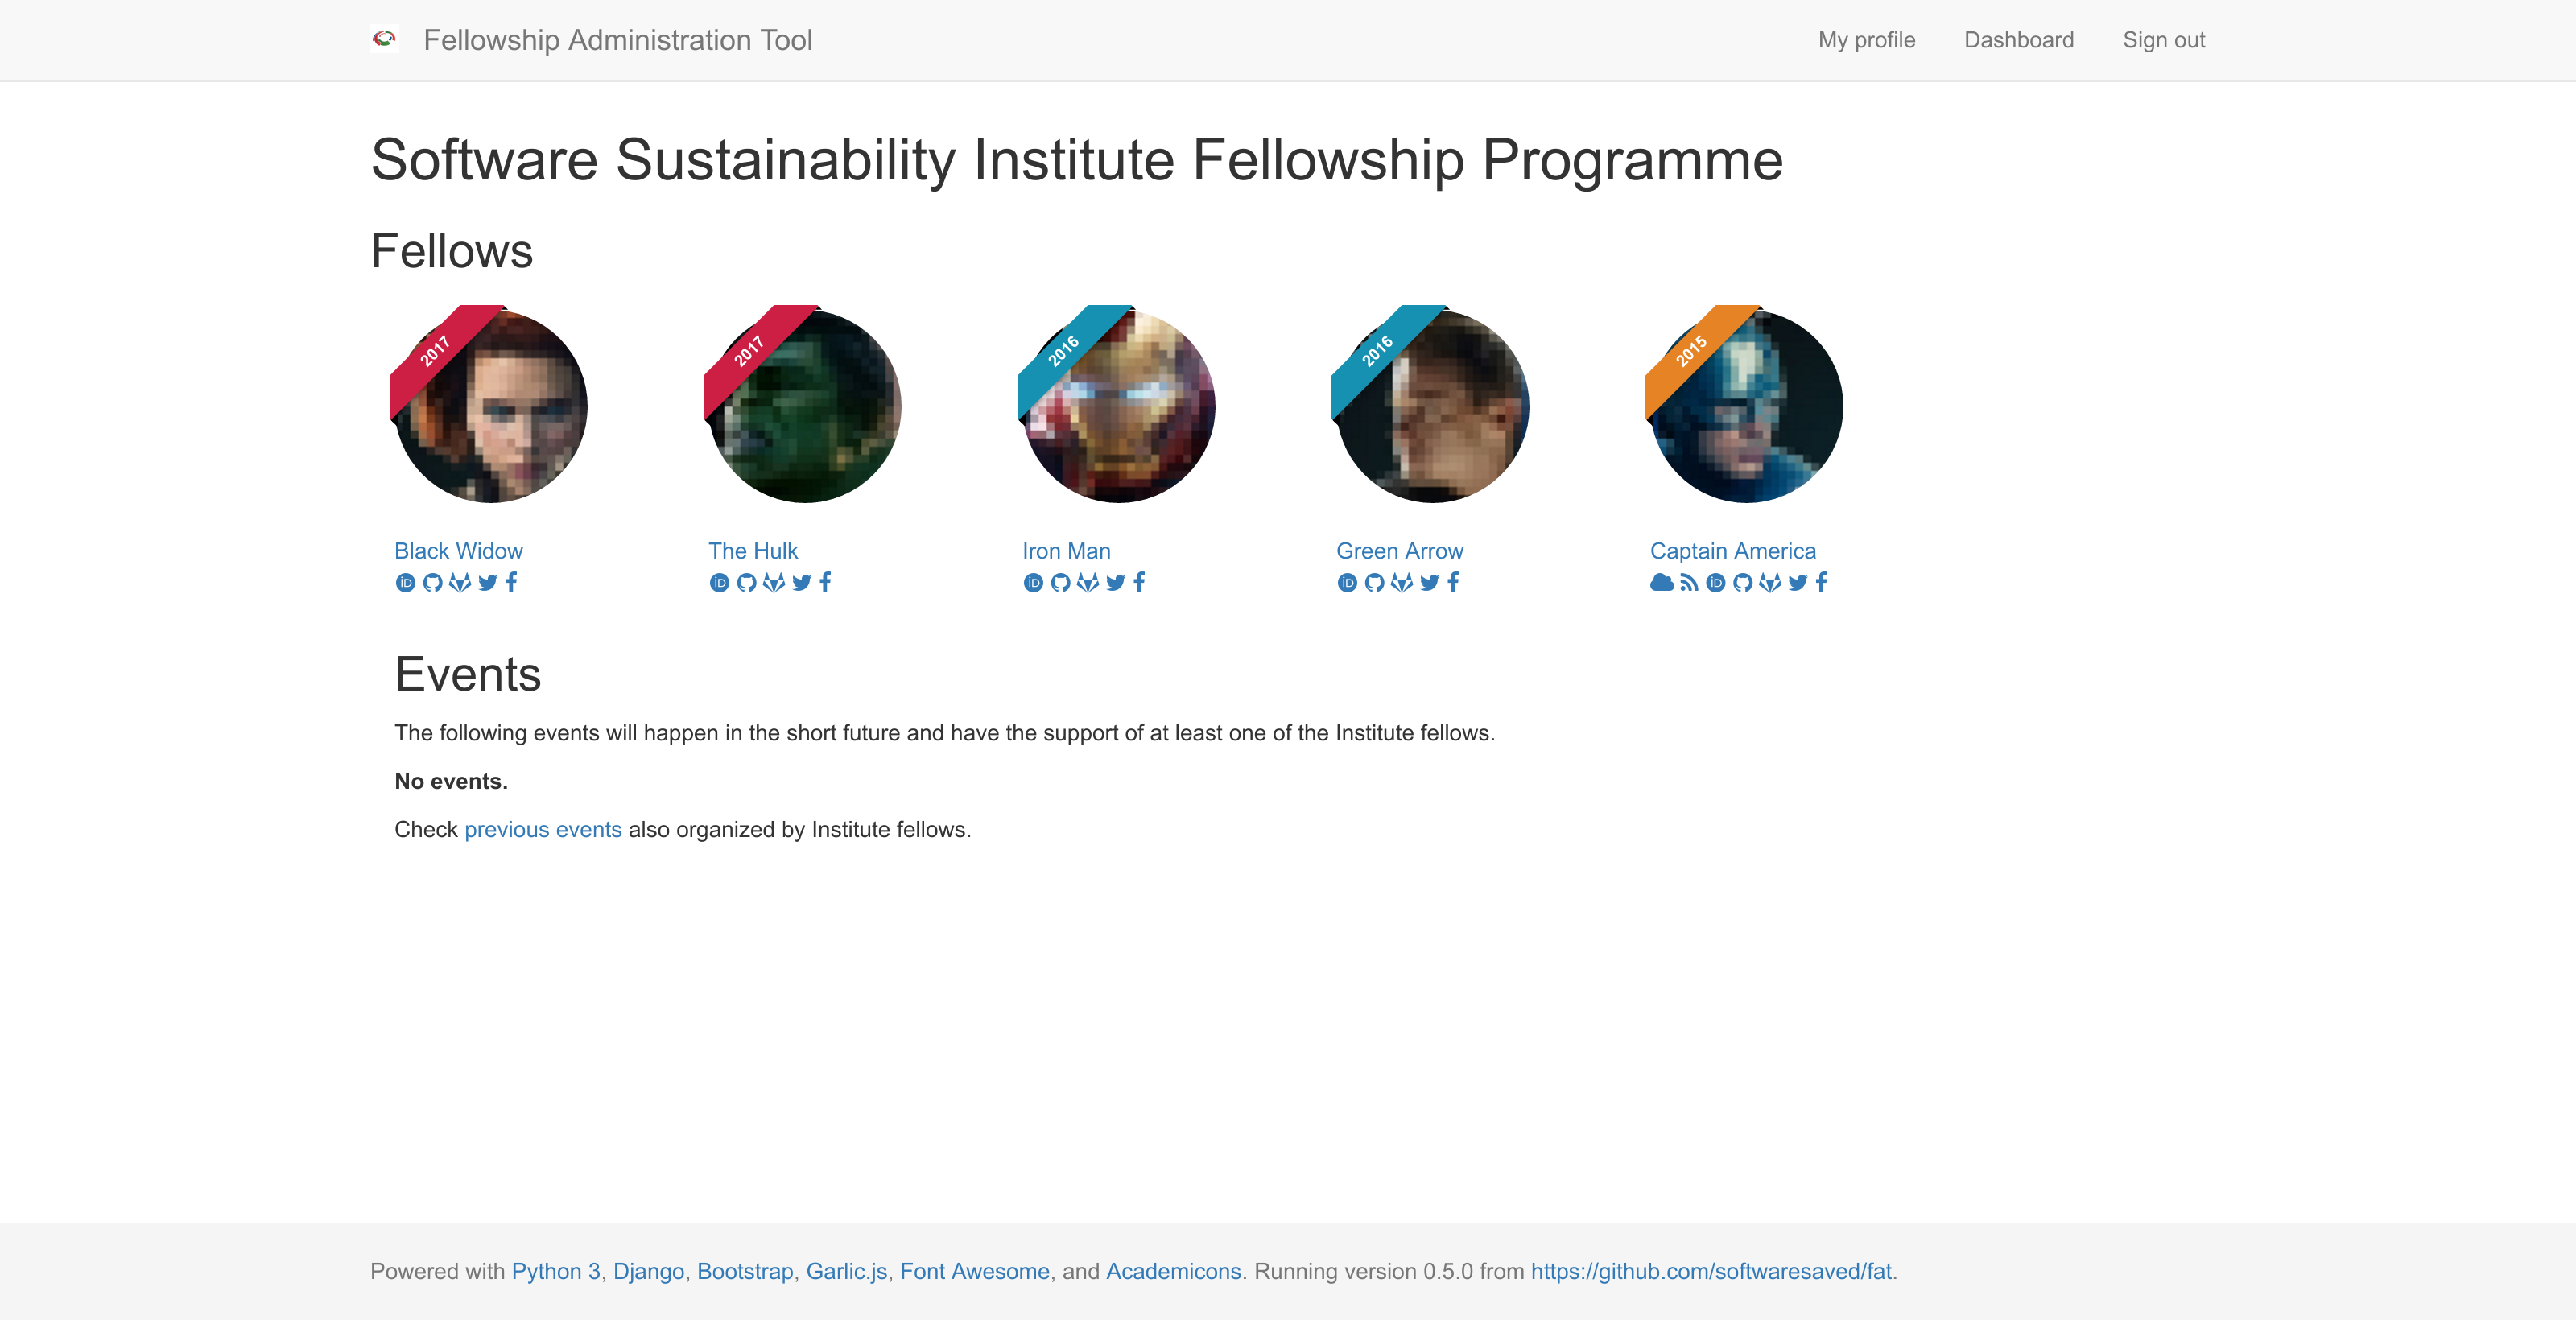 Fellowship Administration Tool
My profile Dashboard Sign out
Software Sustainability Institute Fellowship Programme
Fellows
2017 2017 2016 2016 2015
Black Widow The Hulk Iron Man Green Arrow Captain America
Events
The following events will happen in the short future and have the support of at least one of the Institute fellows.
No events.
Check previous events also organized by Institute fellows.
Powered with Python 3, Django, Bootstrap, Garlic.js, Font Awesome, and Academicons. Running version 0.5.0 from https://github.com/softwaresaved/fat.